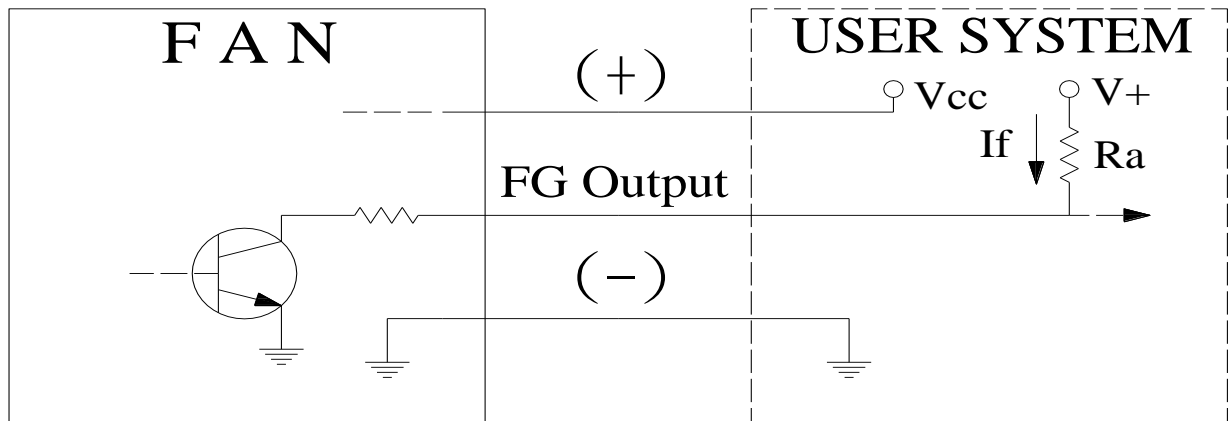 F A N
USER SYSTEM
(+)
Vcc
V+
If
Ra
FG Output
(-)